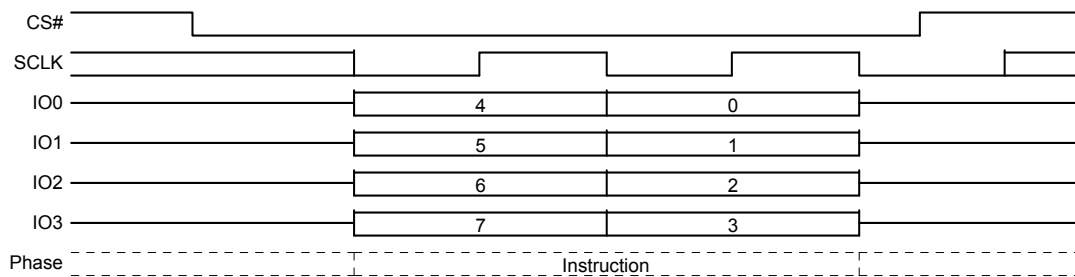 CS#
SCLK
IO0 4 0
IO1 5 1
IO2 6 2
IO3 7 3
Phase Instruction